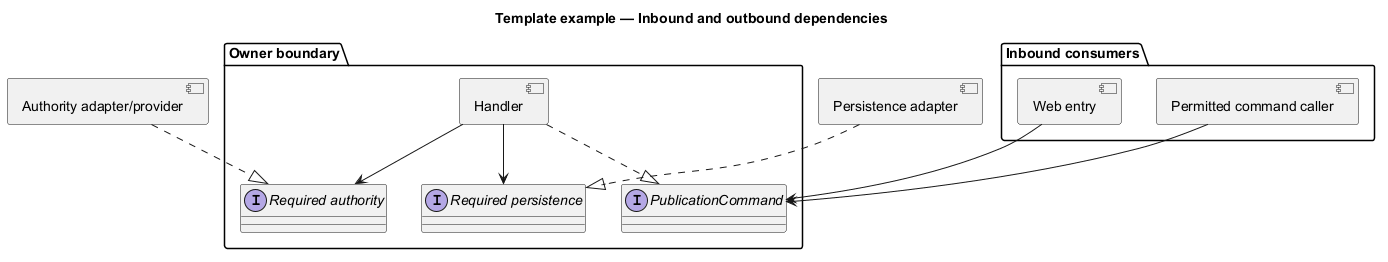 Template example — Inbound and outbound dependencies
Owner boundary
Inbound consumers
Authority adapter/provider
Handler
Persistence adapter
Web entry
Permitted command caller
I Required authority
I Required persistence
I PublicationCommand